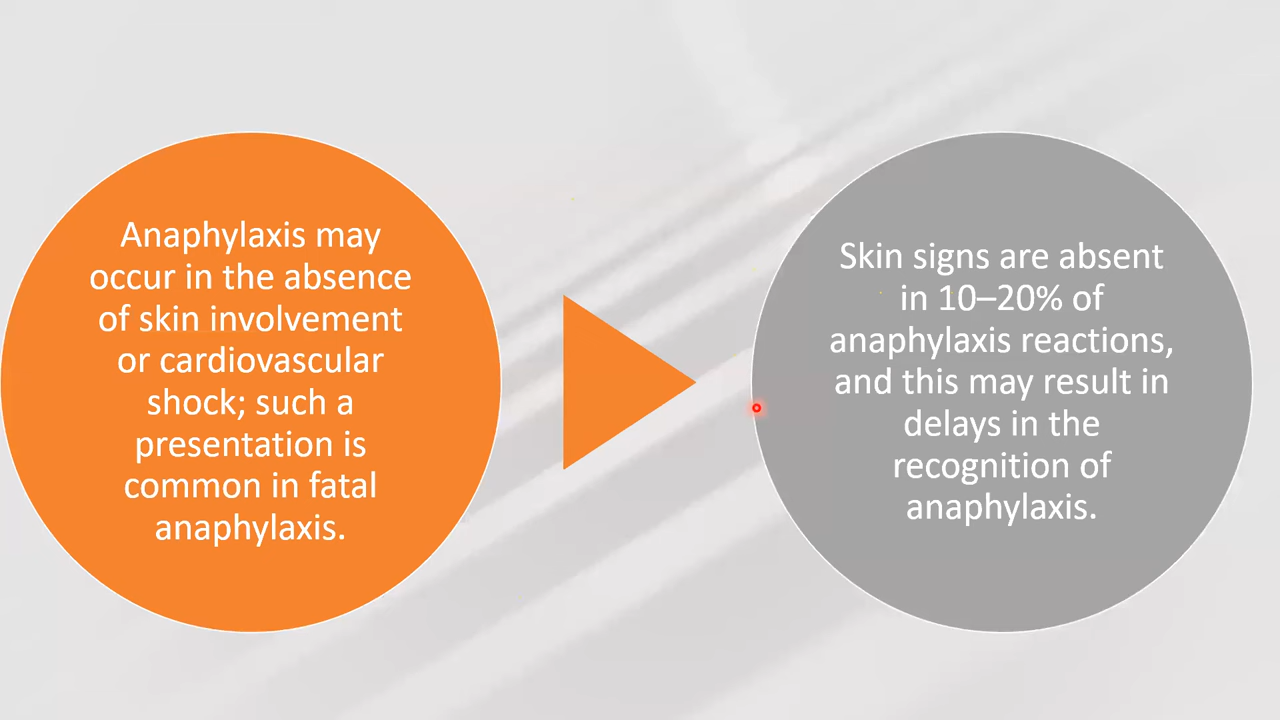 Anaphylaxis may
occur in the absence
of skin involvement
or cardiovascular
shock; such a
presentation is
common in fatal
anaphylaxis.
Skin signs are absent
in 10–20% of
anaphylaxis reactions,
and this may result in
delays in the
recognition of
anaphylaxis.